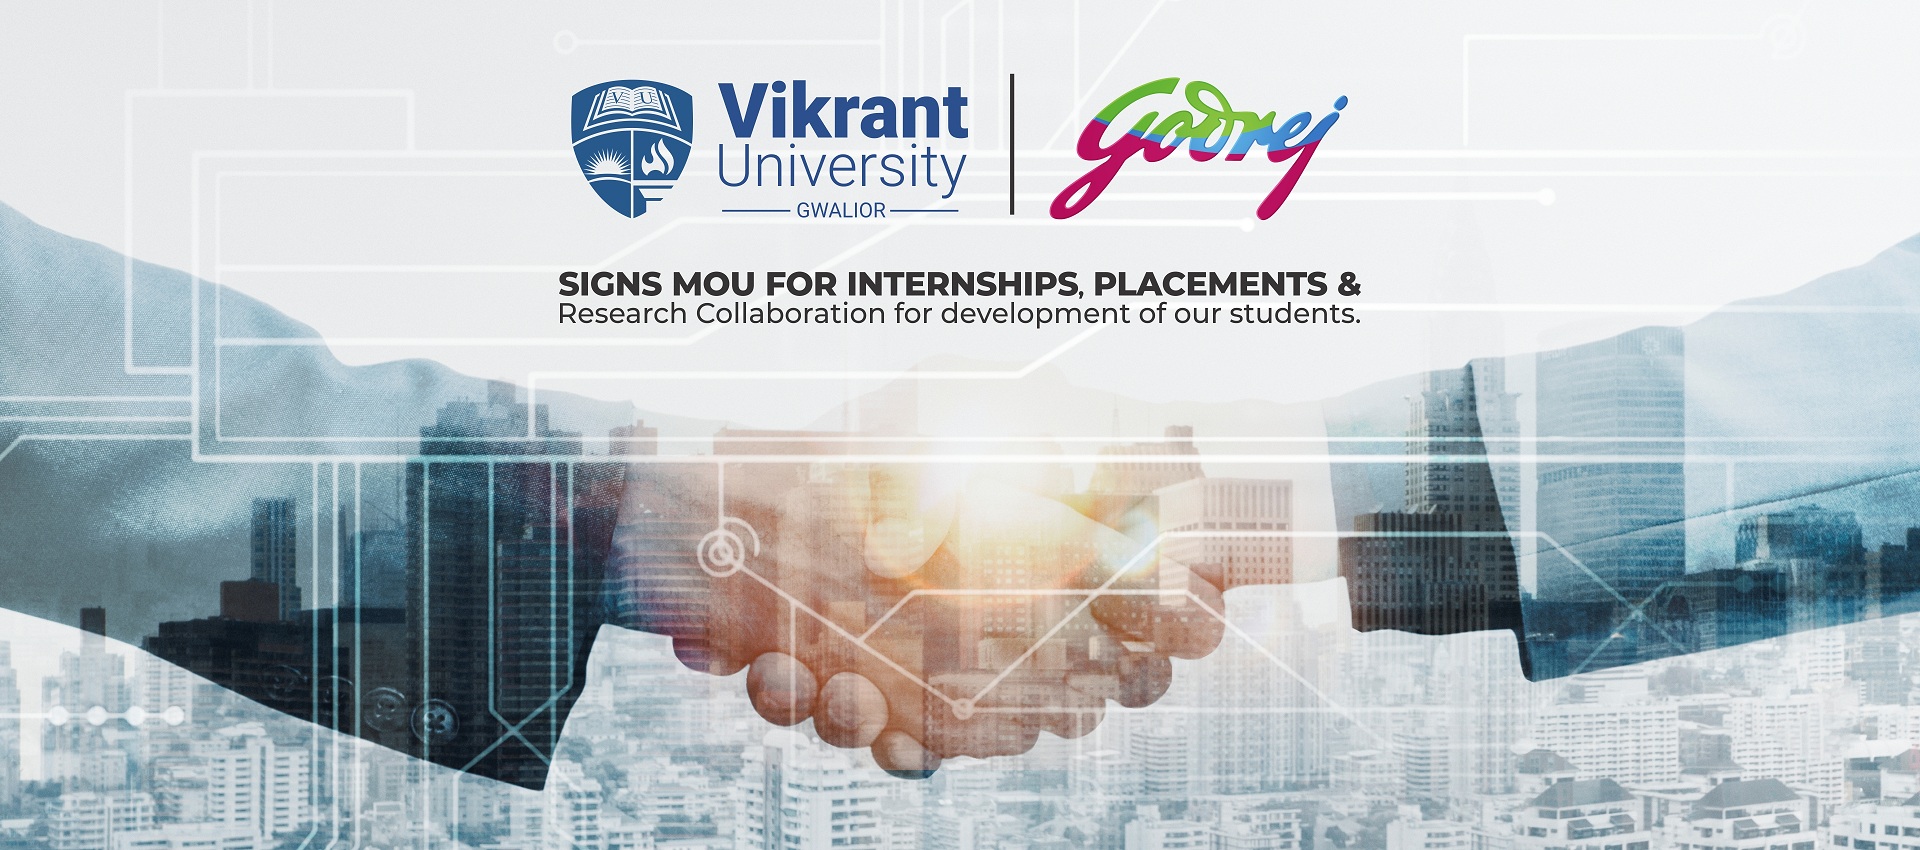 V U
Vikrant
University
GWALIOR
Godrej
SIGNS MOU FOR INTERNSHIPS, PLACEMENTS &
Research Collaboration for development of our students.